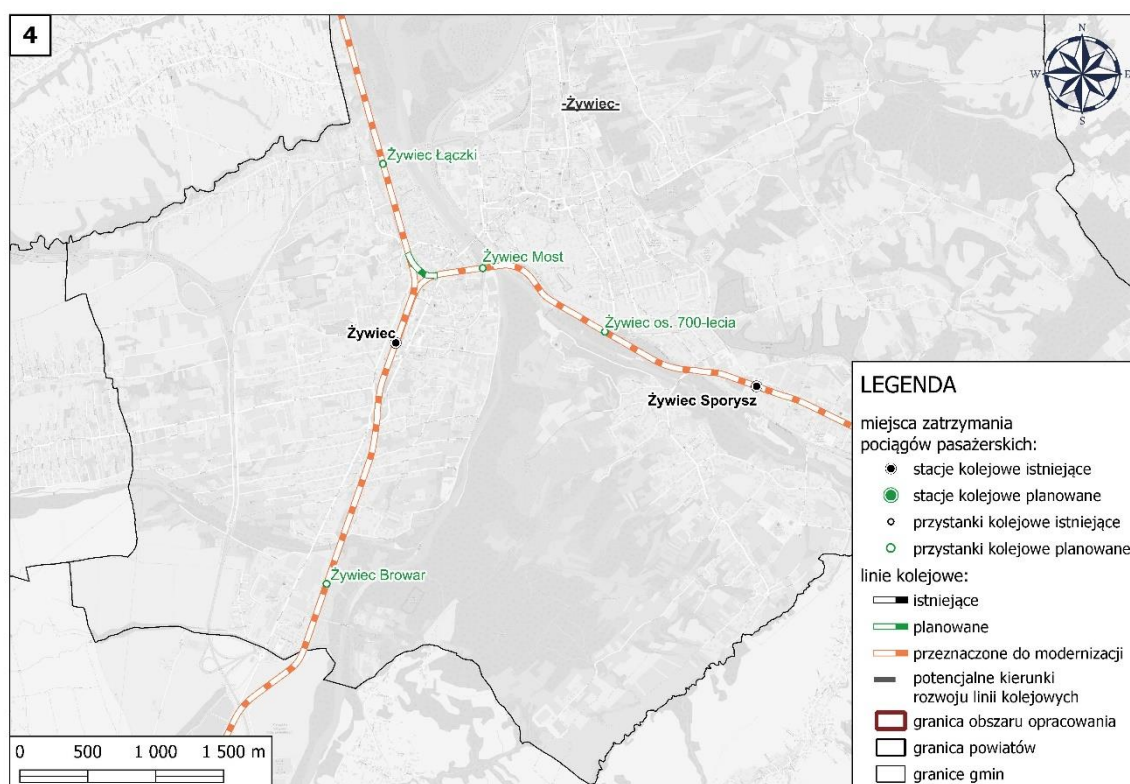 4
-Żywiec-
N
W
E
S
Żywiec Łączki
Żywiec Most
Żywiec
Żywiec os. 700-lecia
Żywiec Sporysz
Żywiec Browar
LEGENDA
miejsca zatrzymania
pociągów pasażerskich:
stacje kolejowe istniejące
stacje kolejowe planowane
przystanki kolejowe istniejące
przystanki kolejowe planowane
linie kolejowe:
istniejące
planowane
przeznaczone do modernizacji
potencjalne kierunki
rozwoju linii kolejowych
granica obszaru opracowania
granica powiatów
granice gmin
0 500 1 000 1 500 m